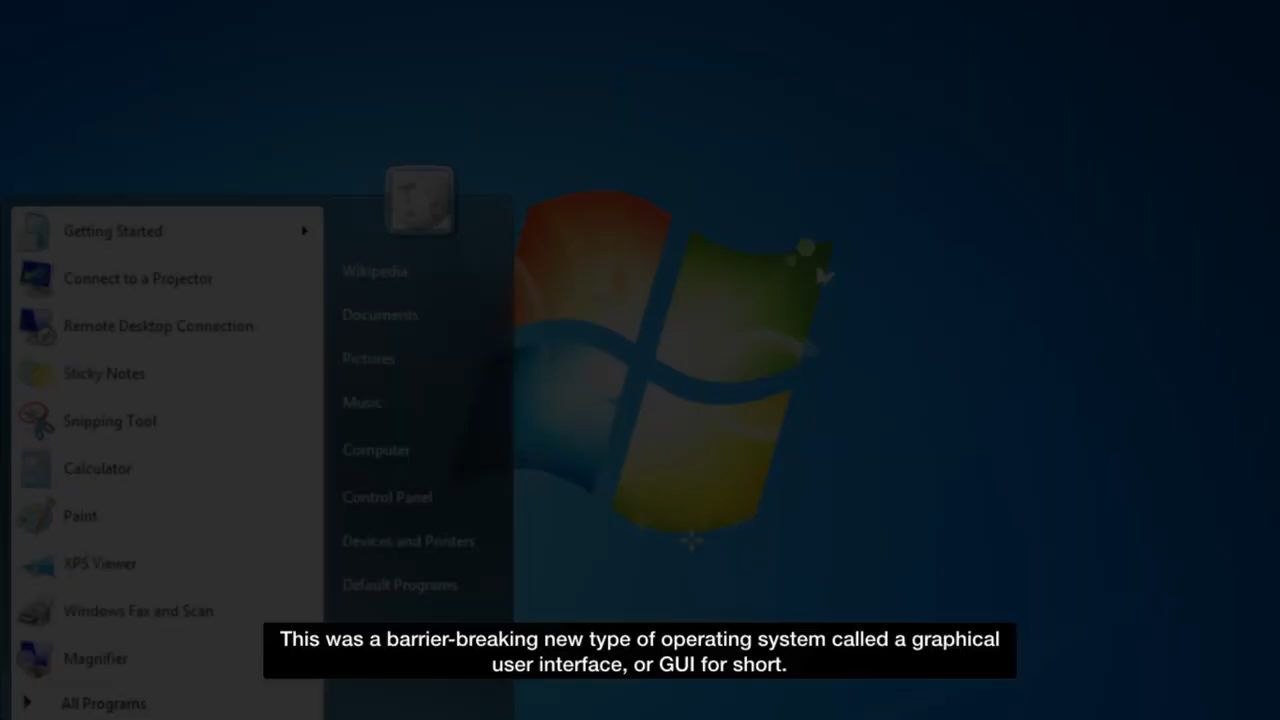 Getting Started
Connect to a Projector
Remote Desktop Connection
Sticky Notes
Snipping Tool
Calculator
Paint
XPS Viewer
Windows Fax and Scan
Magnifier
All Programs
Wikipedia
Documents
Pictures
Music
Computer
Control Panel
Devices and Printers
Default Programs
This was a barrier-breaking new type of operating system called a graphical
user interface, or GUI for short.